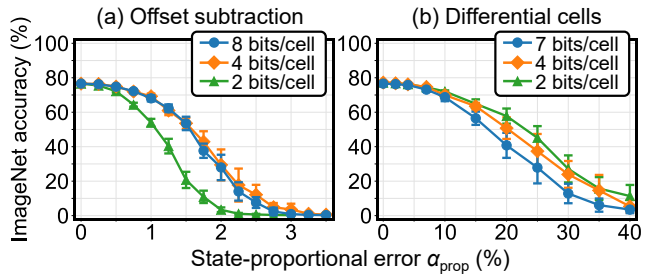 (a) Offset subtraction
(b) Differential cells
ImageNet accuracy (%)
100
80
60
40
20
0
8 bits/cell
4 bits/cell
2 bits/cell
0
1
2
3
100
80
60
40
20
0
7 bits/cell
4 bits/cell
2 bits/cell
0
10
20
30
40
State-proportional error α_prop (%)